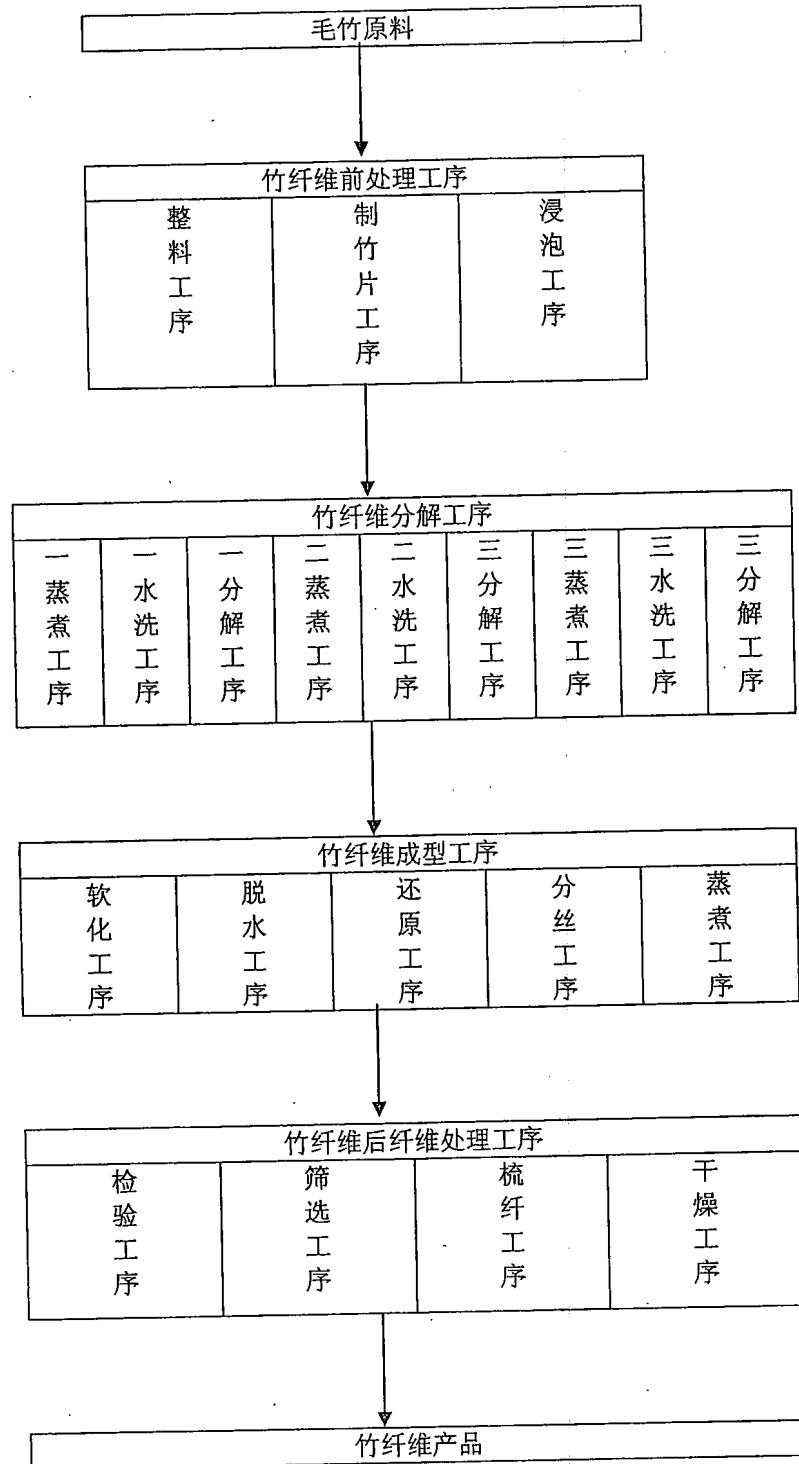 毛竹原料
竹纤维前处理工序
整料工序
制竹片工序
浸泡工序
竹纤维分解工序
一蒸煮工序
一水洗工序
一分解工序
二蒸煮工序
二水洗工序
三分解工序
三蒸煮工序
三水洗工序
三分解工序
竹纤维成型工序
软化工序
脱水工序
还原工序
分丝工序
蒸煮工序
竹纤维后纤维处理工序
检验工序
筛选工序
梳纤工序
干燥工序
竹纤维产品